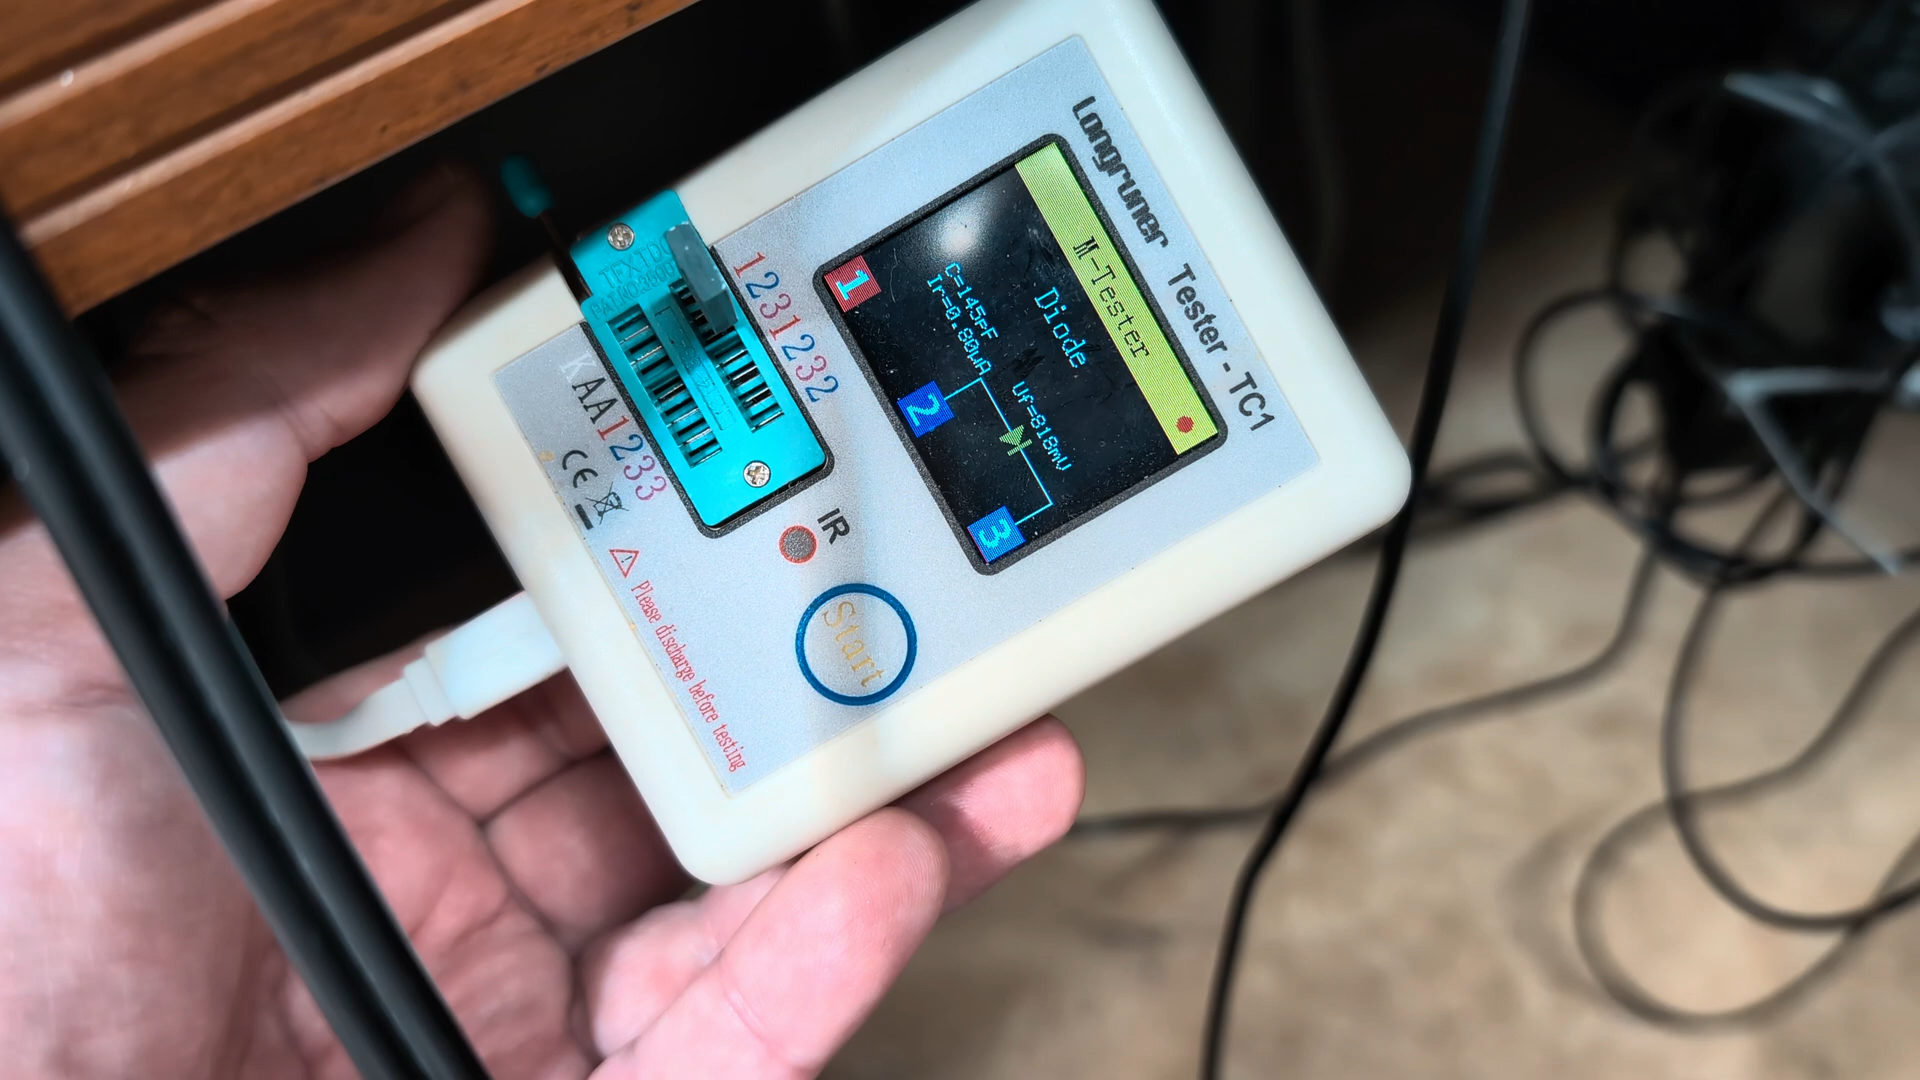 Longruner Tester - TC1
M-Tester
Diode
C=145pF Uf=818mV
Ir=0.80uA
1 2 3
1231232
KAA1233
IR
CE
Start
Please discharge before testing